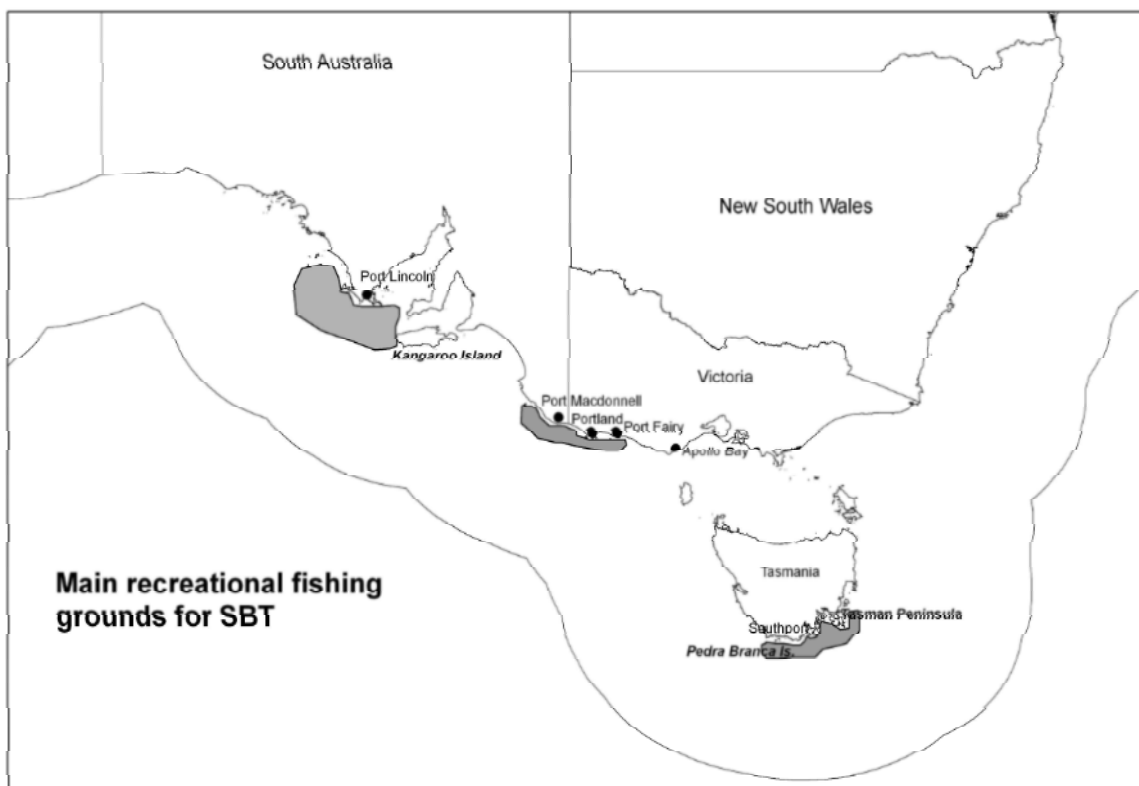 South Australia
New South Wales
Port Lincoln
Kangaroo Island
Victoria
Port Macdonnell
Portland
Port Fairy
Apollo Bay
Main recreational fishing
grounds for SBT
Tasmania
Tasman Peninsula
Southport
Pedra Branca Is.